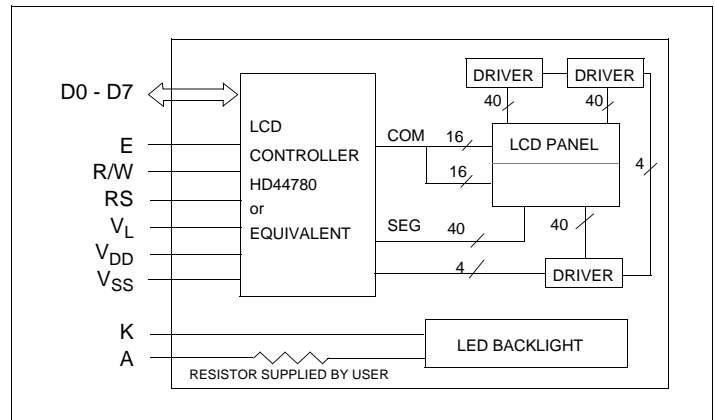 D0 - D7
E
R/W
RS
VL
VDD
VSS
K
A
LCD
CONTROLLER
HD44780
or
EQUIVALENT
COM
16
16
SEG
40
4
DRIVER
DRIVER
40
40
LCD PANEL
4
40
DRIVER
LED BACKLIGHT
RESISTOR SUPPLIED BY USER